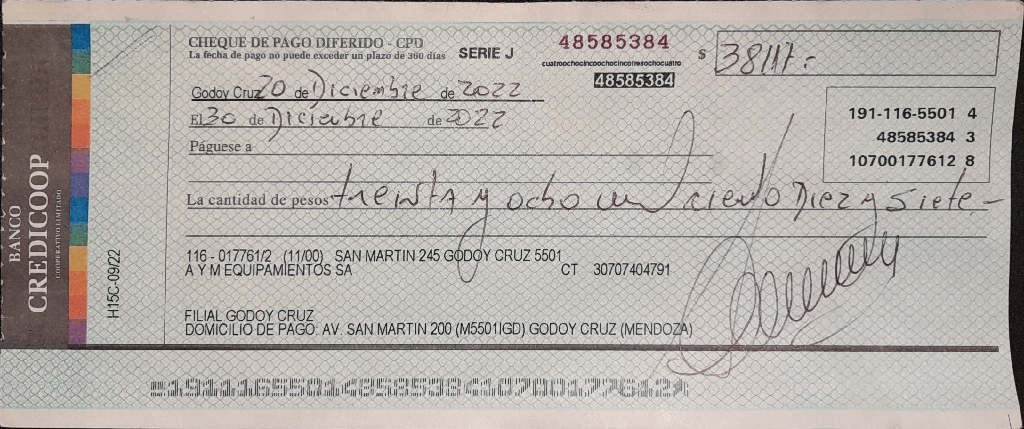 BANCO
CREDICOOP
COOPERATIVO LIMITADO
H15C-09/22
CHEQUE DE PAGO DIFERIDO - CPD
La fecha de pago no puede exceder un plazo de 360 días
SERIE J
48585384
cuatroochocincoochocincotresochocuatro
48585384
$ 38117.-
Godoy Cruz 20 de Diciembre de 2022
El 30 de Diciembre de 2022
191-116-5501 4
48585384 3
10700177612 8
Páguese a
La cantidad de pesos treinta y ocho mil ciento Diez y Siete -
116 - 017761/2 (11/00) SAN MARTIN 245 GODOY CRUZ 5501
A Y M EQUIPAMIENTOS SA CT 30707404791
FILIAL GODOY CRUZ
DOMICILIO DE PAGO: AV. SAN MARTIN 200 (M5501IGD) GODOY CRUZ (MENDOZA)
19111655014858538410700177612